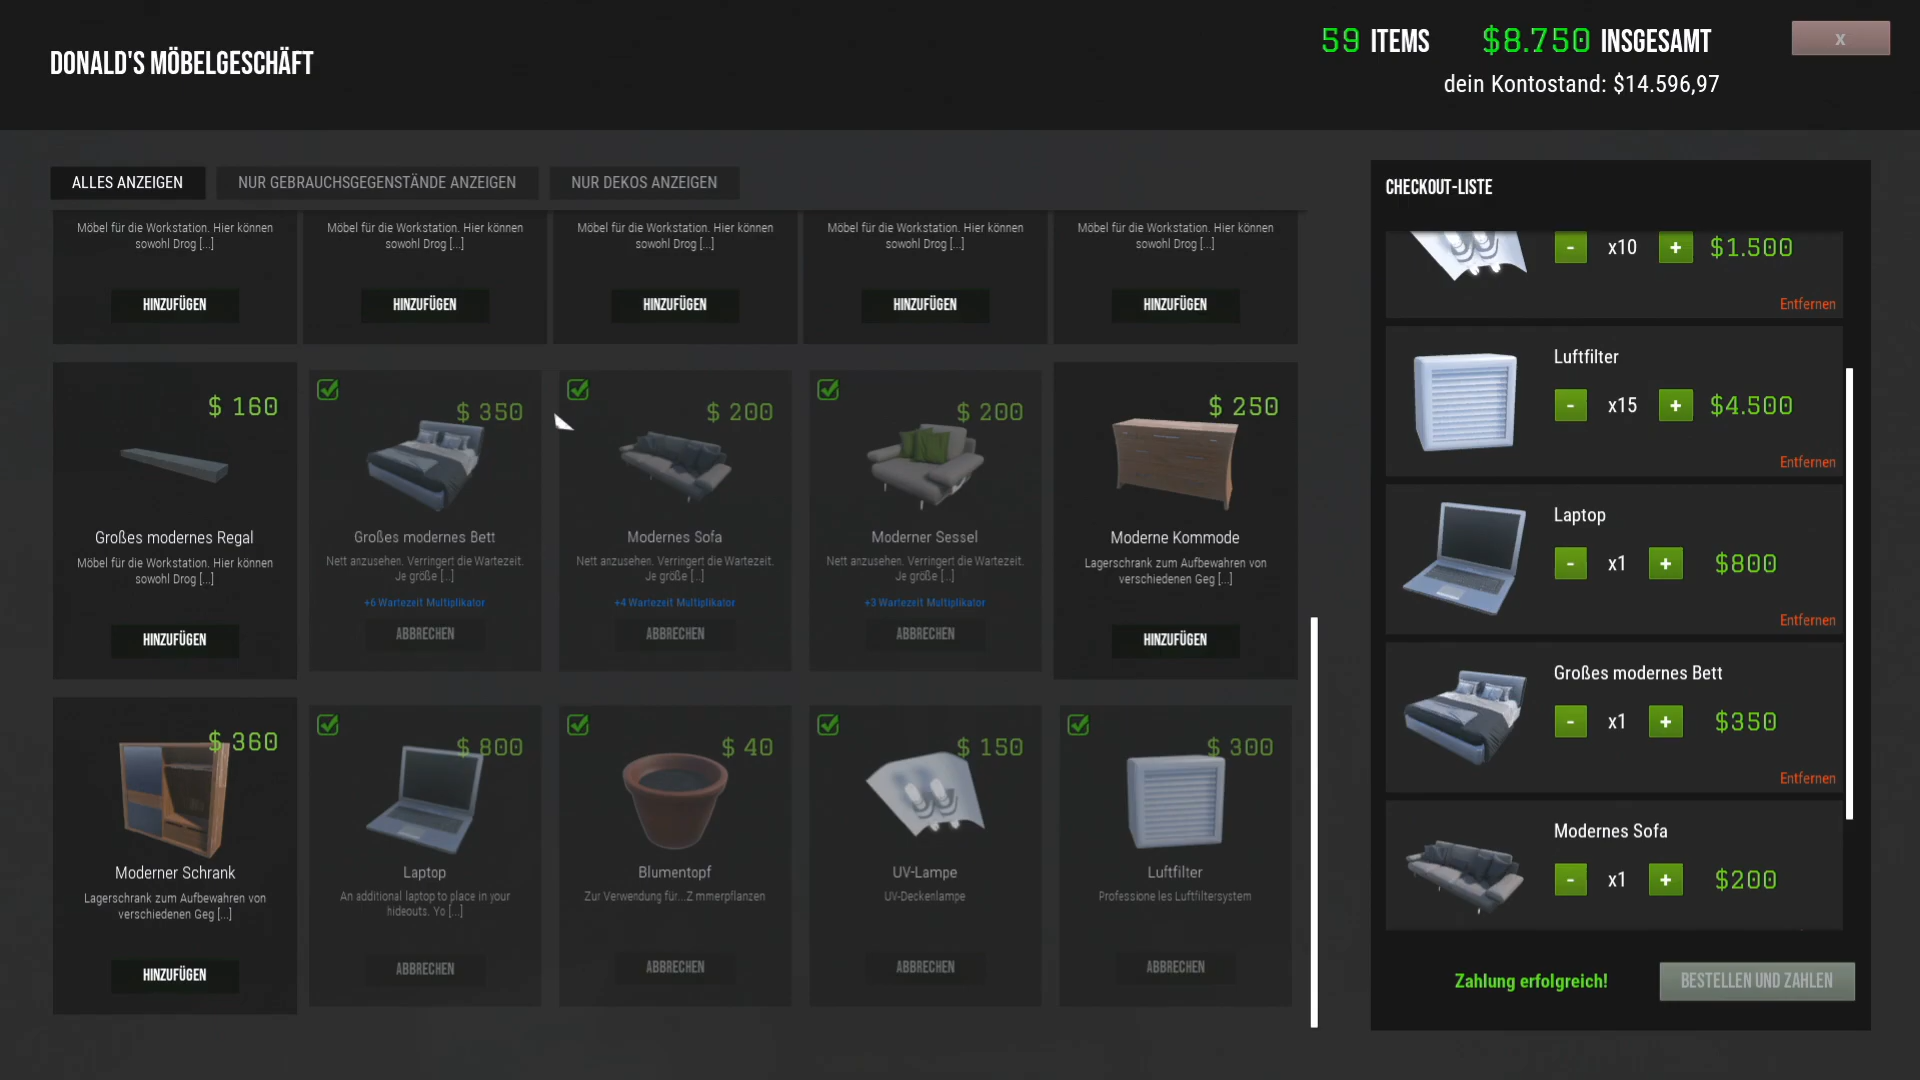 DONALD'S MÖBELGESCHÄFT
59 ITEMS $8.750 INSGESAMT
dein Kontostand: $14.596,97
x
ALLES ANZEIGEN
NUR GEBRAUCHSGEGENSTÄNDE ANZEIGEN
NUR DEKOS ANZEIGEN
Möbel für die Workstation. Hier können
sowohl Drog [...]
HINZUFÜGEN
Möbel für die Workstation. Hier können
sowohl Drog [...]
HINZUFÜGEN
Möbel für die Workstation. Hier können
sowohl Drog [...]
HINZUFÜGEN
Möbel für die Workstation. Hier können
sowohl Drog [...]
HINZUFÜGEN
Möbel für die Workstation. Hier können
sowohl Drog [...]
HINZUFÜGEN
$ 160
Großes modernes Regal
Möbel für die Workstation. Hier können
sowohl Drog [...]
HINZUFÜGEN
$ 350
Großes modernes Bett
Nett anzusehen. Verringert die Wartezeit.
Je größe [...]
+6 Wartezeit Multiplikator
ABBRECHEN
$ 200
Modernes Sofa
Nett anzusehen. Verringert die Wartezeit.
Je größe [...]
+4 Wartezeit Multiplikator
ABBRECHEN
$ 200
Moderner Sessel
Nett anzusehen. Verringert die Wartezeit.
Je größe [...]
+3 Wartezeit Multiplikator
ABBRECHEN
$ 250
Moderne Kommode
Lagerschrank zum Aufbewahren von
verschiedenen Geg [...]
HINZUFÜGEN
$ 360
Moderner Schrank
Lagerschrank zum Aufbewahren von
verschiedenen Geg [...]
HINZUFÜGEN
$ 800
Laptop
An additional laptop to place in your
hideouts. Yo [...]
ABBRECHEN
$ 40
Blumentopf
Zur Verwendung für...Zimmerpflanzen
ABBRECHEN
$ 150
UV-Lampe
UV-Deckenlampe
ABBRECHEN
$ 300
Luftfilter
Professionelles Luftfiltersystem
ABBRECHEN
CHECKOUT-LISTE
- x10 + $1.500
Entfernen
Luftfilter
- x15 + $4.500
Entfernen
Laptop
- x1 + $800
Entfernen
Großes modernes Bett
- x1 + $350
Entfernen
Modernes Sofa
- x1 + $200
Zahlung erfolgreich!
BESTELLEN UND ZAHLEN